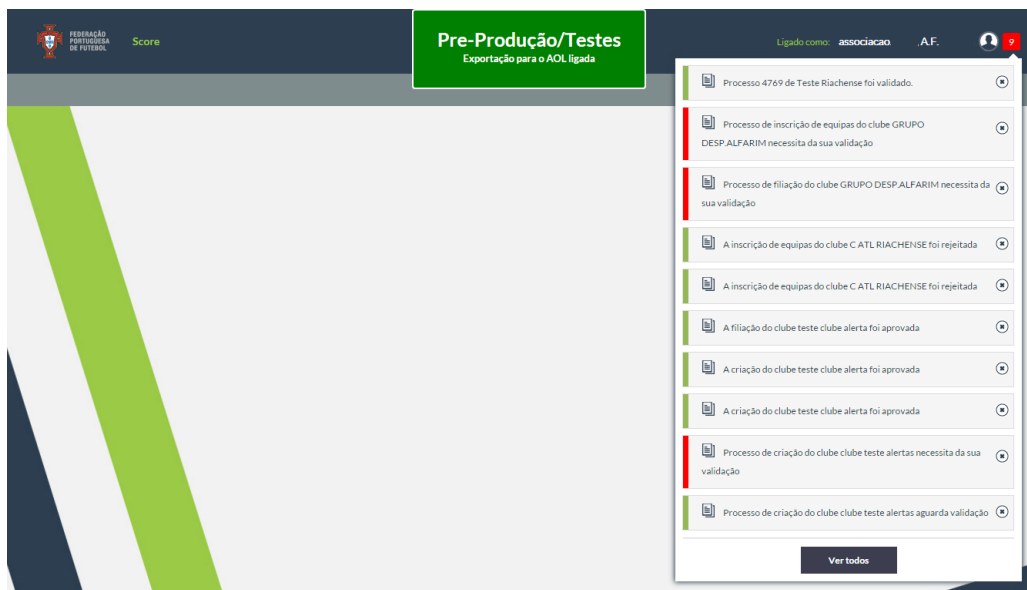 FEDERAÇÃO
PORTUGUESA
DE FUTEBOL
Score
Pre-Produção/Testes
Exportação para o AOL ligada
Ligado como: associacao .A.F.
9
Processo 4769 de Teste Riachense foi validado.
Processo de inscrição de equipas do clube GRUPO
DESP.ALFARIM necessita da sua validação
Processo de filiação do clube GRUPO DESP.ALFARIM necessita da
sua validação
A inscrição de equipas do clube C ATL RIACHENSE foi rejeitada
A inscrição de equipas do clube C ATL RIACHENSE foi rejeitada
A filiação do clube teste clube alerta foi aprovada
A criação do clube teste clube alerta foi aprovada
A criação do clube teste clube alerta foi aprovada
Processo de criação do clube clube teste alertas necessita da sua
validação
Processo de criação do clube clube teste alertas aguarda validação
Ver todos